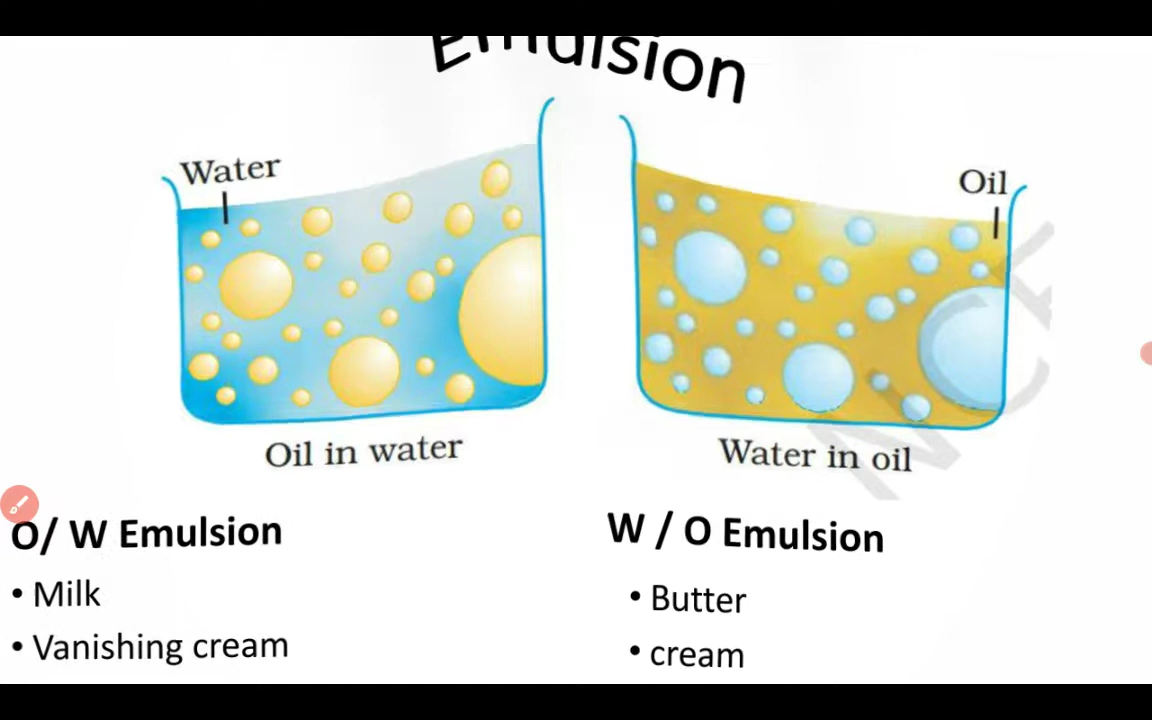 Emulsion
Water
Oil
Oil in water
Water in oil
O/ W Emulsion
• Milk
• Vanishing cream
W / O Emulsion
• Butter
• cream